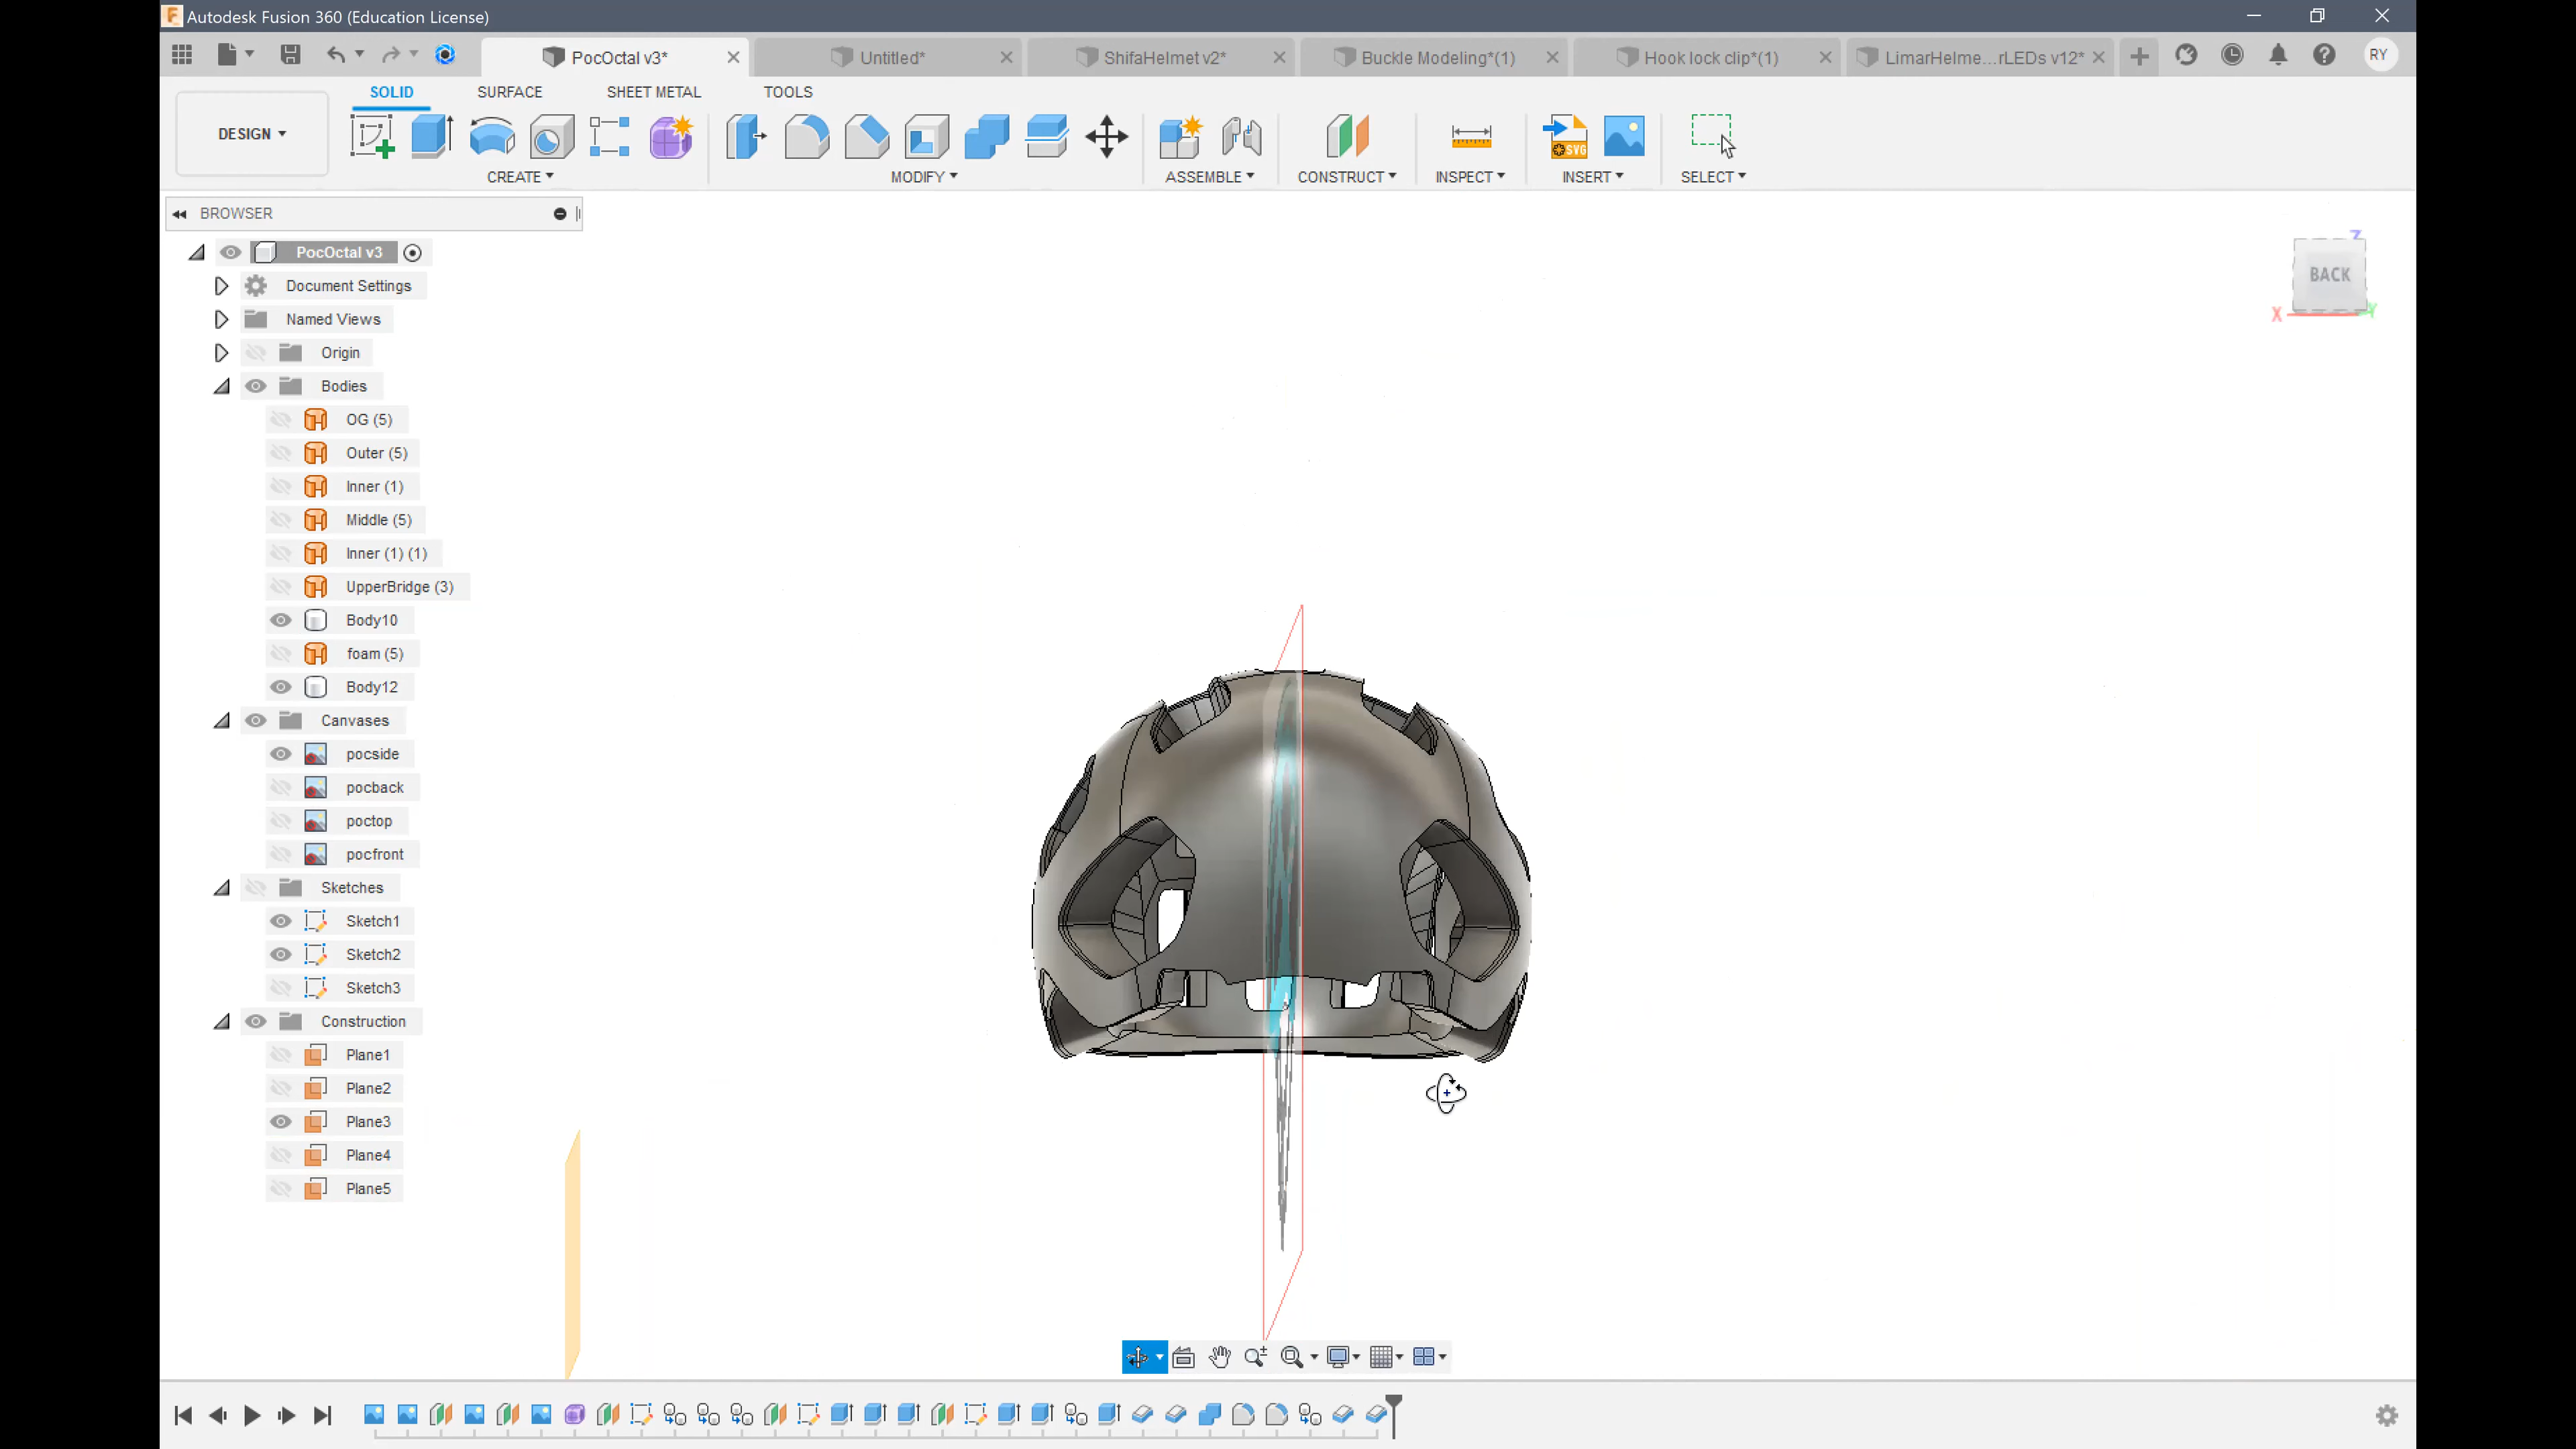 Autodesk Fusion 360 (Education License)
PocOctal v3*
Untitled*
ShifaHelmet v2*
Buckle Modeling*(1)
Hook lock clip*(1)
LimarHelme...rLEDs v12*
RY
SOLID
SURFACE
SHEET METAL
TOOLS
DESIGN
SVG
CREATE
MODIFY
ASSEMBLE
CONSTRUCT
INSPECT
INSERT
SELECT
BROWSER
PocOctal v3
Document Settings
Named Views
Origin
Bodies
OG (5)
Outer (5)
Inner (1)
Middle (5)
Inner (1) (1)
UpperBridge (3)
Body10
foam (5)
Body12
Canvases
pocside
pocback
poctop
pocfront
Sketches
Sketch1
Sketch2
Sketch3
Construction
Plane1
Plane2
Plane3
Plane4
Plane5
Z
BACK
X
Y